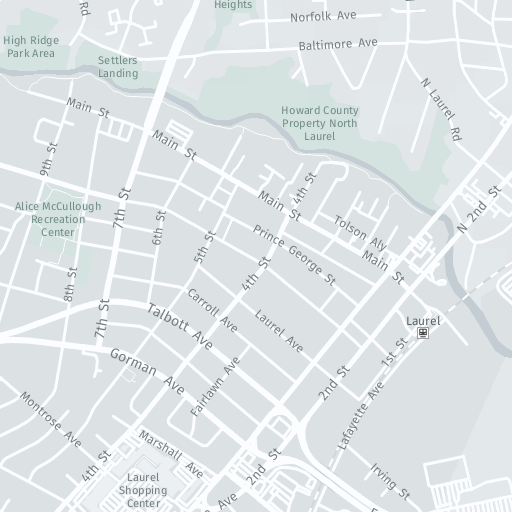 Heights
Norfolk Ave
Rd
High Ridge
Park Area
Baltimore Ave
Settlers
Landing
N Laurel Rd
Main St
Howard County
Property North
Laurel
Main St
9th St
4th St
N 2nd St
7th St
Main St
Alice McCullough
Recreation
Center
6th St
Tolson Aly
5th St
Prince George St
Main St
8th St
4th St
7th St
Carroll Ave
Laurel Ave
Talbott Ave
Laurel
1st St
Gorman Ave
Fairlawn Ave
2nd St
Lafayette Ave
Montrose Ave
Marshall Ave
4th St
2nd St
Irving St
Laurel
Shopping
Center
Ave